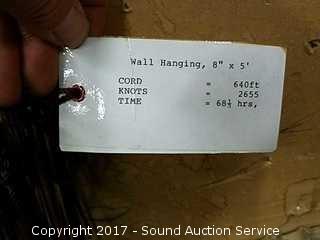 Wall Hanging, 8" x 5'
CORD = 640ft
KNOTS = 2655
TIME = 68½ hrs,
Copyright 2017 - Sound Auction Service